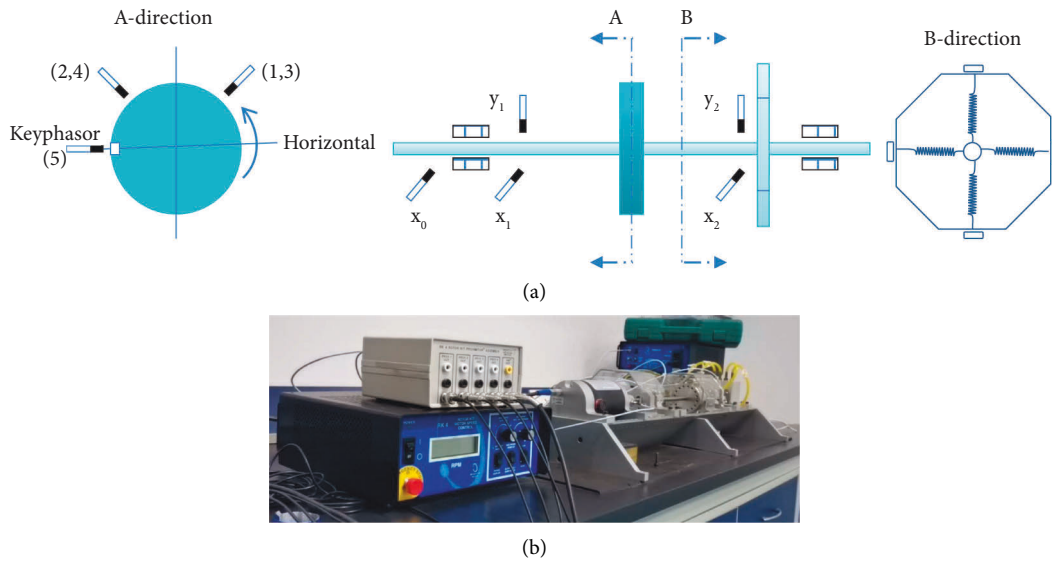 A-direction
(2,4)
(1,3)
Keyphasor
(5)
Horizontal
A
B
y₁
y₂
x₀
x₁
x₂
B-direction
(a)
RPM
(b)